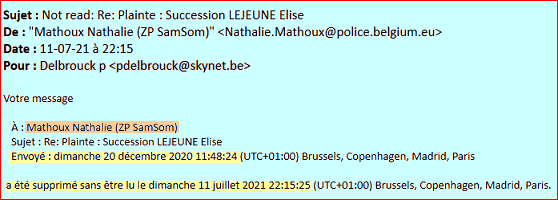 Sujet : Not read: Re: Plainte : Succession LEJEUNE Elise
De : "Mathoux Nathalie (ZP SamSom)" <Nathalie.Mathoux@police.belgium.eu>
Date : 11-07-21 à 22:15
Pour : Delbrouck p <pdelbrouck@skynet.be>
Votre message
À : Mathoux Nathalie (ZP SamSom)
Sujet : Re: Plainte : Succession LEJEUNE Elise
Envoyé : dimanche 20 décembre 2020 11:48:24 (UTC+01:00) Brussels, Copenhagen, Madrid, Paris
a été supprimé sans être lu le dimanche 11 juillet 2021 22:15:25 (UTC+01:00) Brussels, Copenhagen, Madrid, Paris.